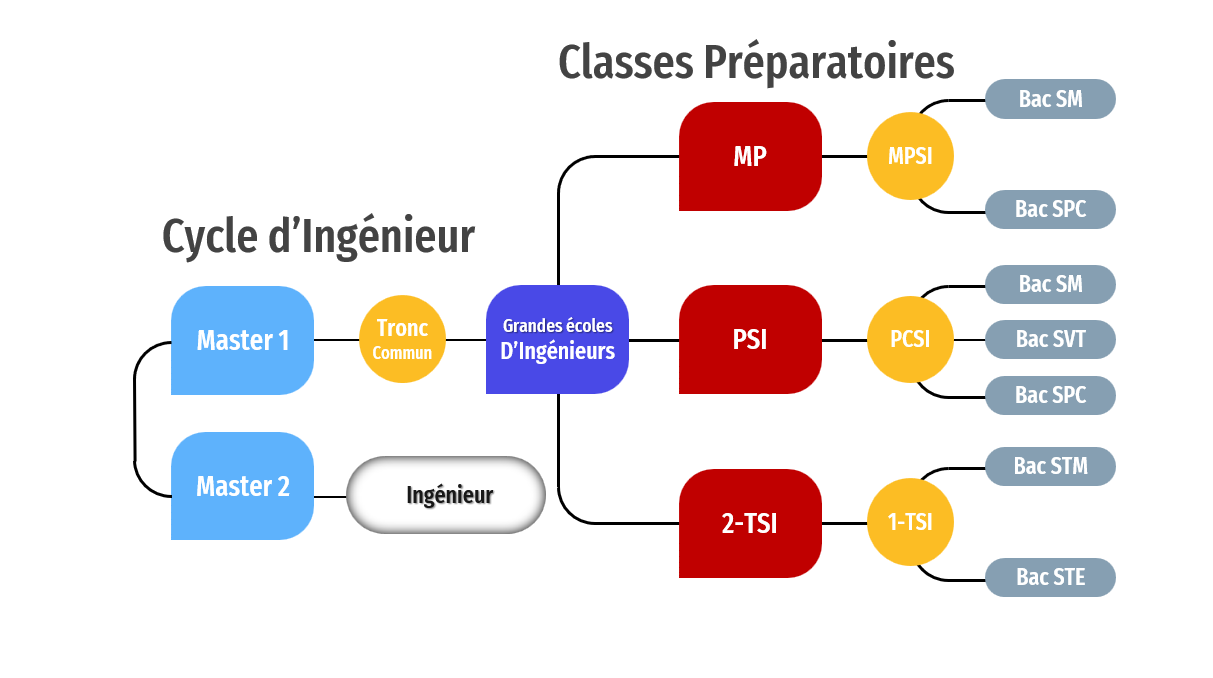 Classes Préparatoires
Bac SM
MP
MPSI
Bac SPC
Cycle d’Ingénieur
Bac SM
Master 1
Tronc
Commun
Grandes écoles
D’Ingénieurs
PSI
PCSI
Bac SVT
Bac SPC
Master 2
Ingénieur
Bac STM
2-TSI
1-TSI
Bac STE